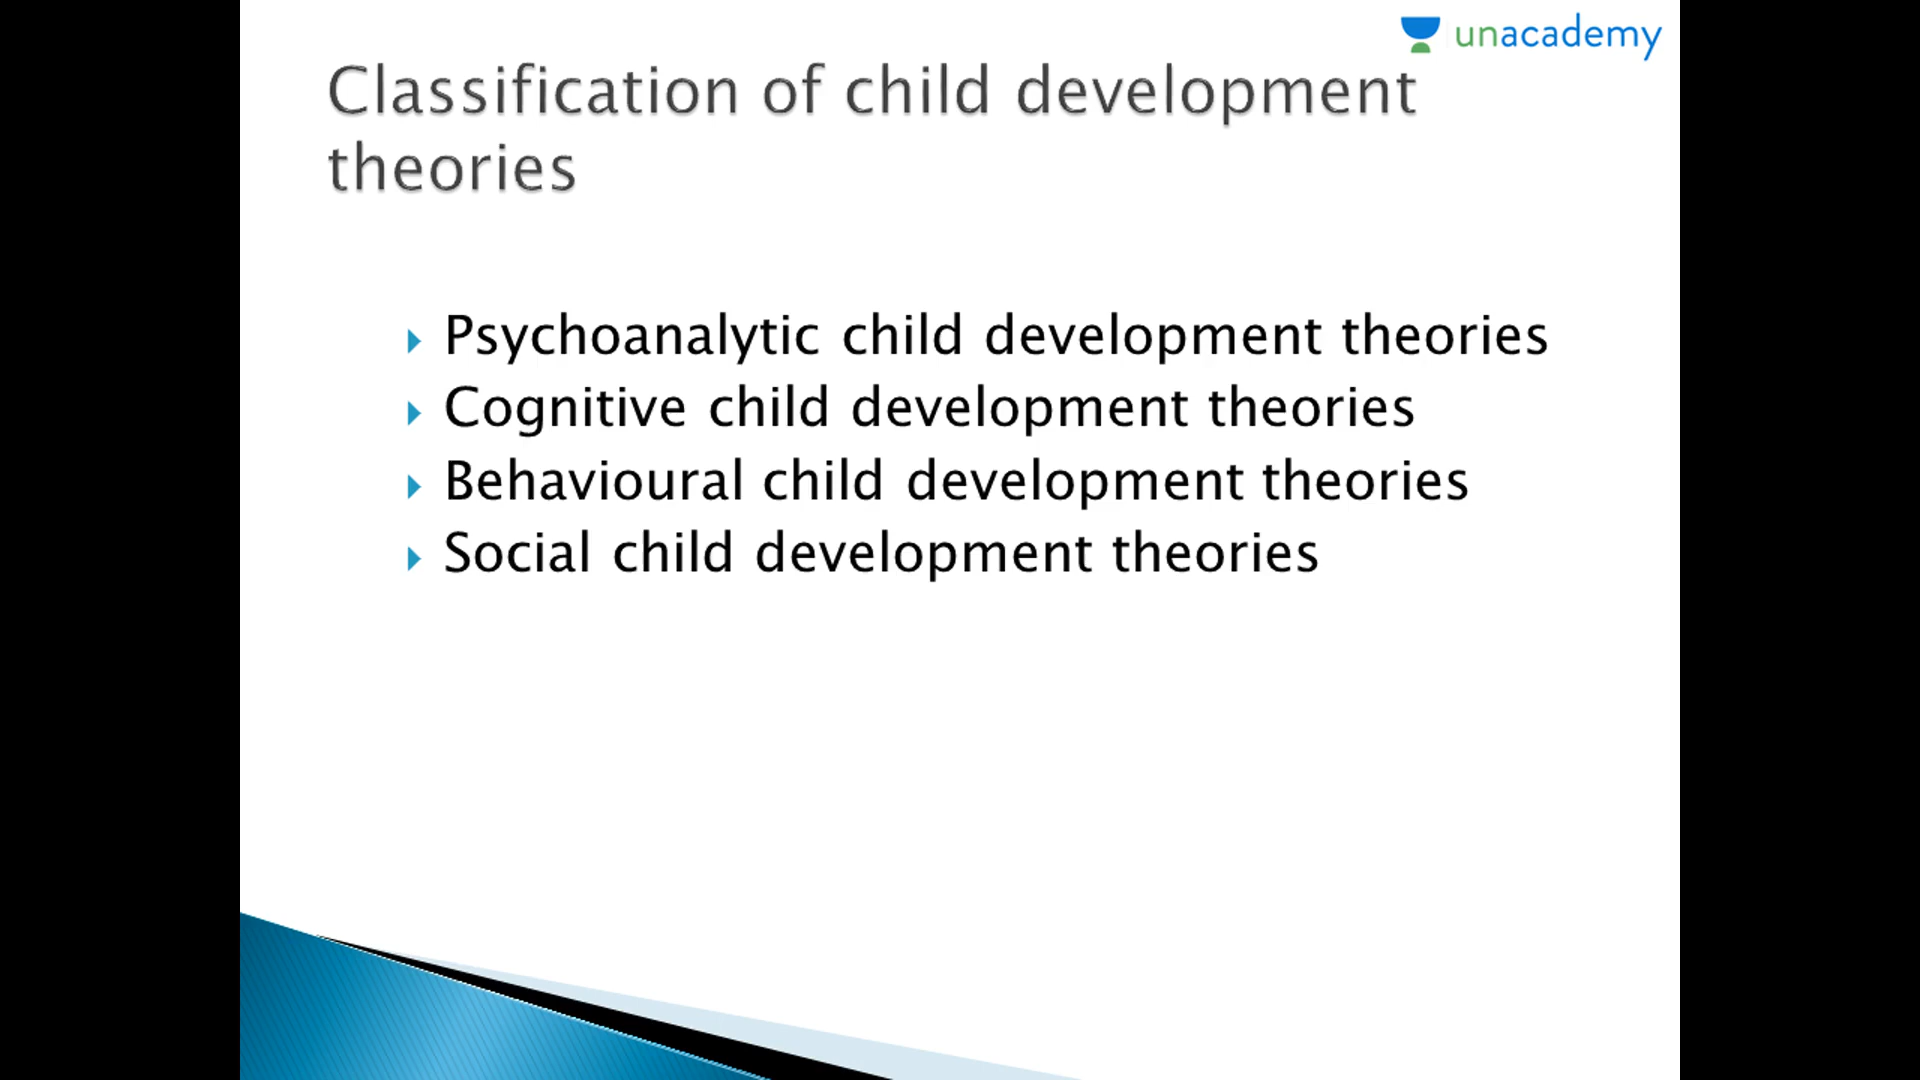 unacademy
Classification of child development
theories
Psychoanalytic child development theories
Cognitive child development theories
Behavioural child development theories
Social child development theories